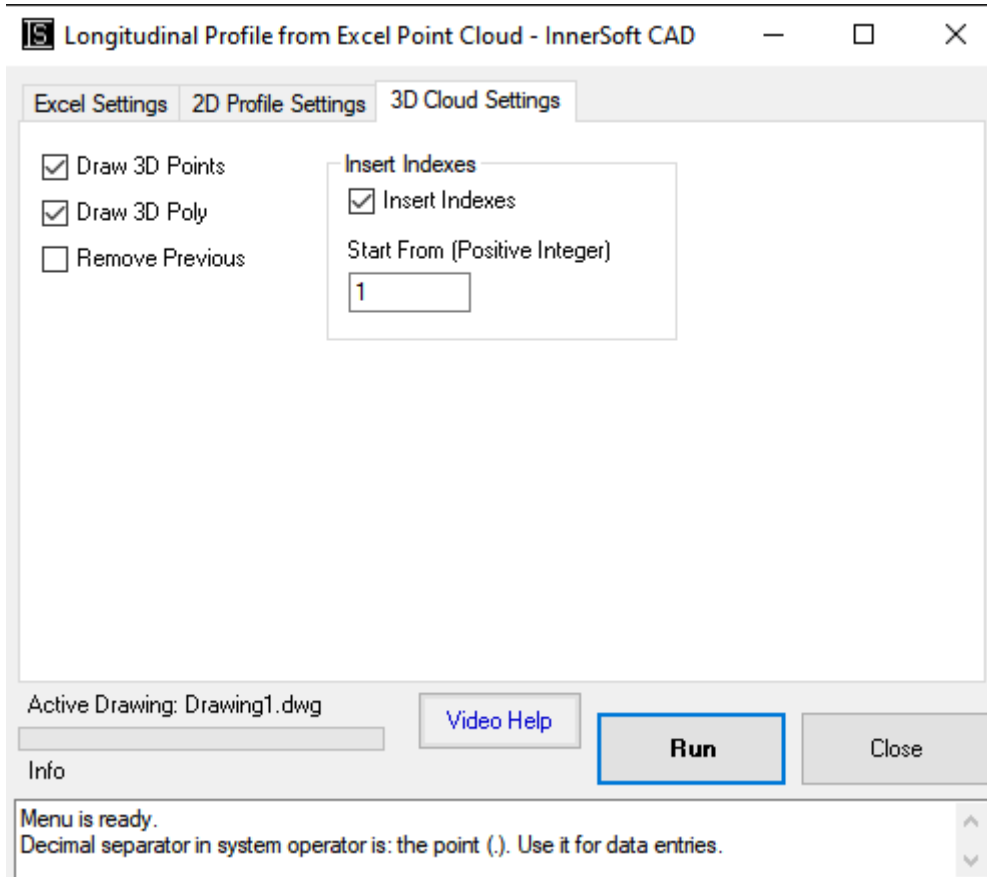 IS Longitudinal Profile from Excel Point Cloud - InnerSoft CAD
Excel Settings 2D Profile Settings 3D Cloud Settings
Draw 3D Points
Draw 3D Poly
Remove Previous
Insert Indexes
Insert Indexes
Start From (Positive Integer)
1
Active Drawing: Drawing1.dwg
Video Help
Run
Close
Info
Menu is ready.
Decimal separator in system operator is: the point (.). Use it for data entries.